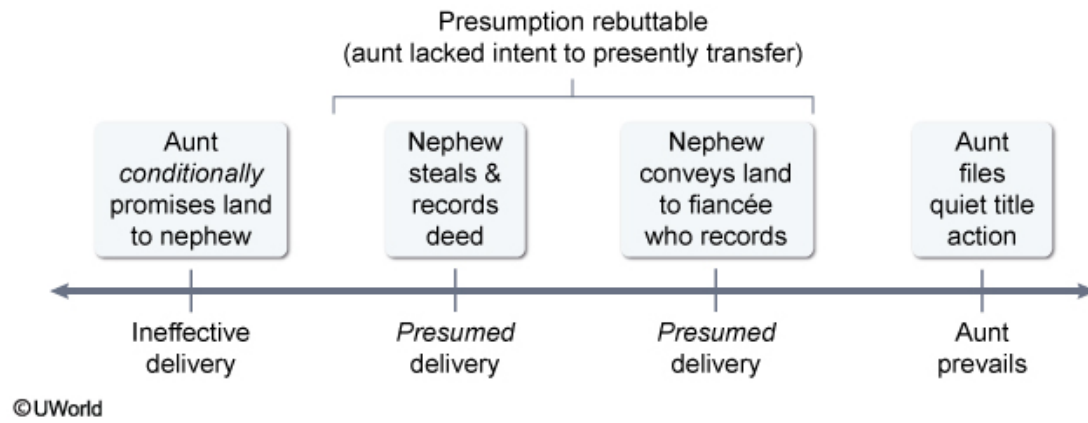 Presumption rebuttable
(aunt lacked intent to presently transfer)
Aunt
conditionally
promises land
to nephew
Nephew
steals &
records
deed
Nephew
conveys land
to fiancée
who records
Aunt
files
quiet title
action
Ineffective
delivery
Presumed
delivery
Presumed
delivery
Aunt
prevails
©UWorld